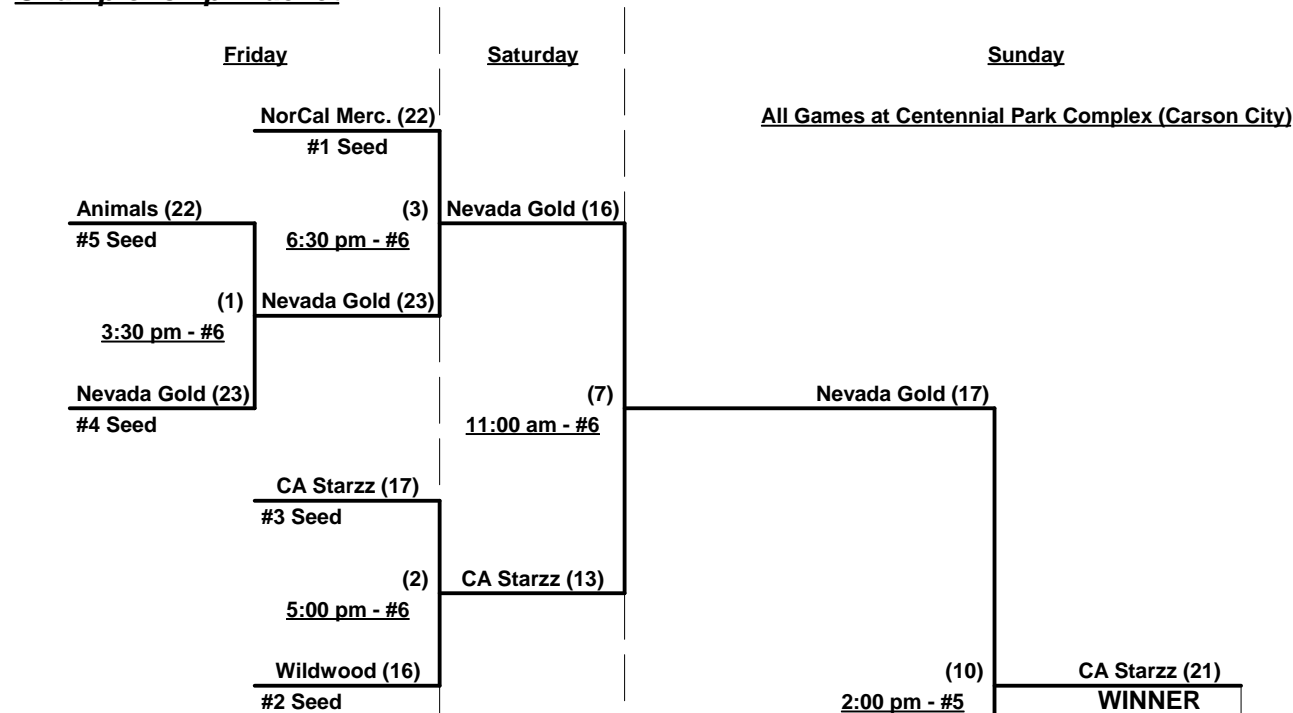 Friday
Saturday
Sunday
NorCal Merc. (22)
All Games at Centennial Park Complex (Carson City)
#1 Seed
Animals (22)
(3)
Nevada Gold (16)
#5 Seed
6:30 pm - #6
(1)
Nevada Gold (23)
3:30 pm - #6
Nevada Gold (23)
(7)
Nevada Gold (17)
#4 Seed
11:00 am - #6
CA Starzz (17)
#3 Seed
(2)
CA Starzz (13)
5:00 pm - #6
Wildwood (16)
(10)
CA Starzz (21)
#2 Seed
2:00 pm - #5
WINNER